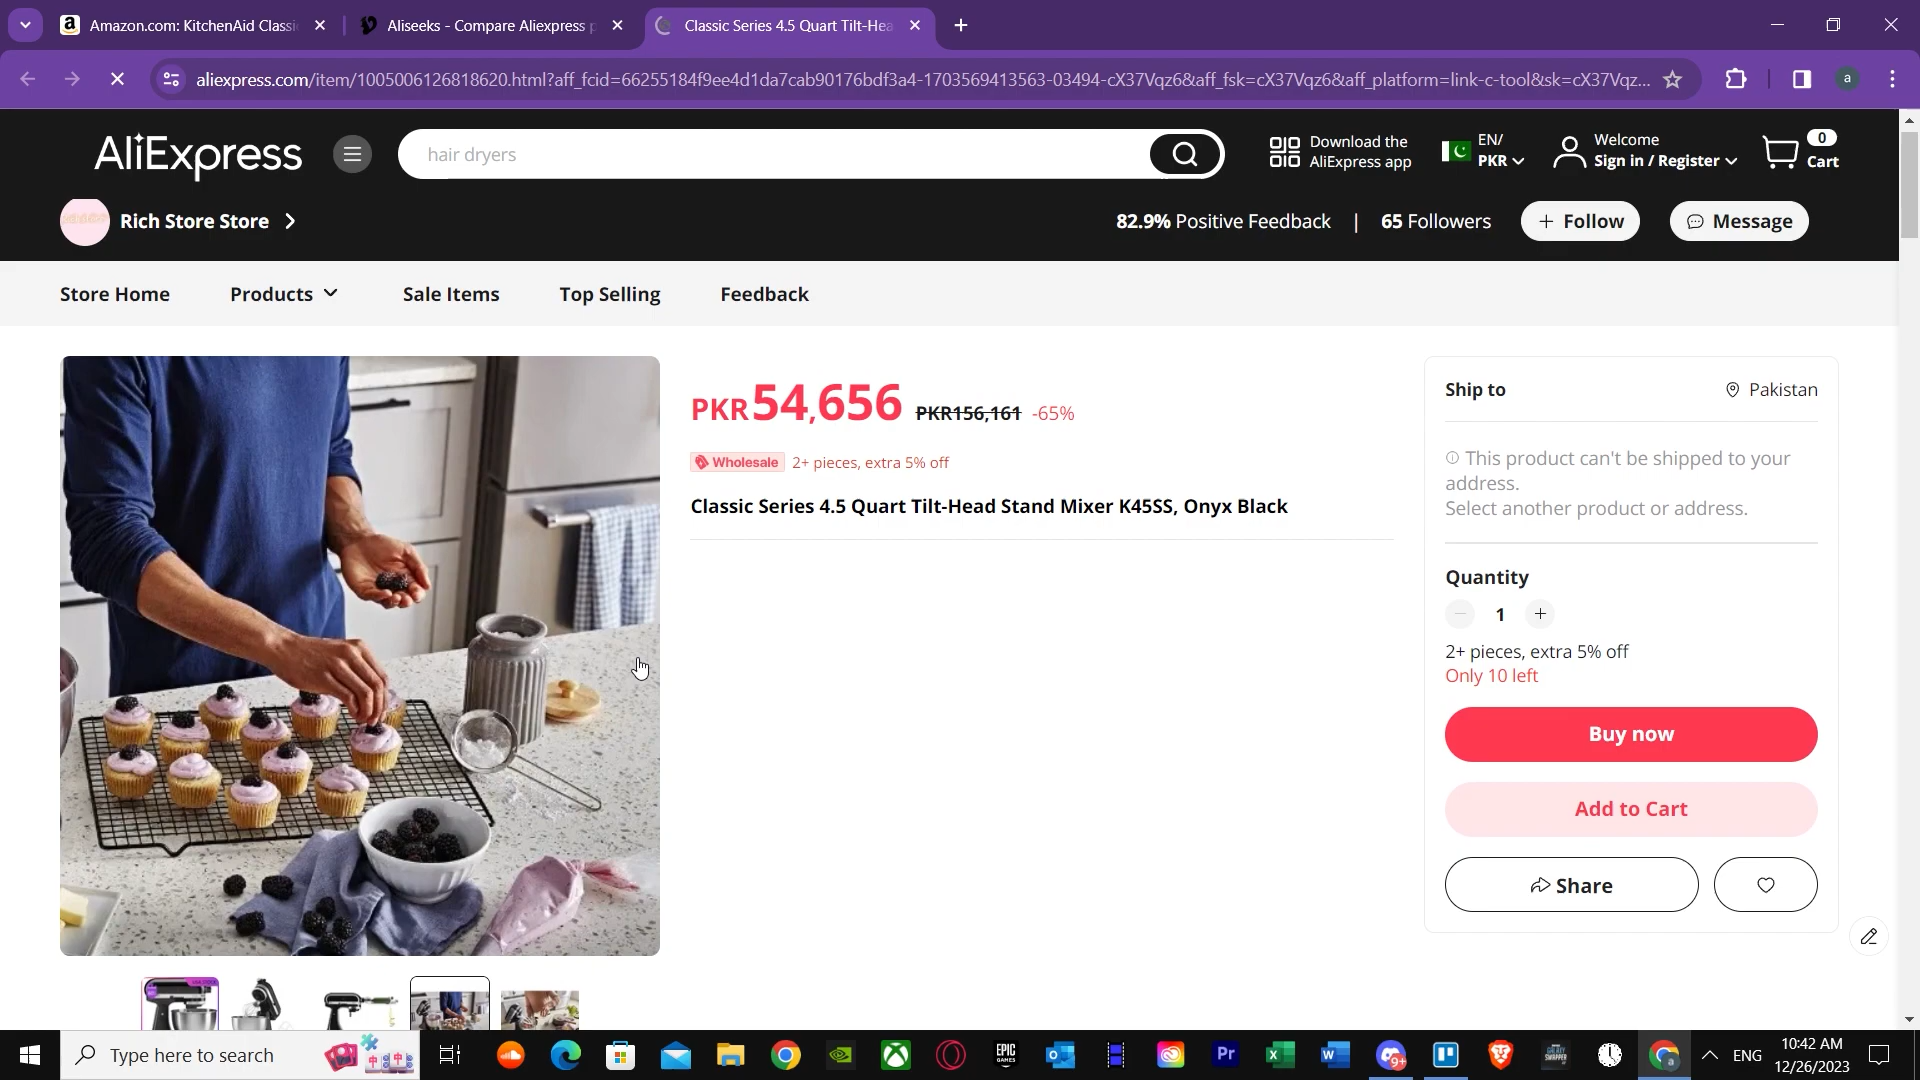 Amazon.com: KitchenAid Classi
Aliseeks - Compare Aliexpress p
Classic Series 4.5 Quart Tilt-Hea
aliexpress.com/item/1005006126818620.html?aff_fcid=66255184f9ee4d1da7cab90176bdf3a4-1703569413563-03494-cX37Vqz6&aff_fsk=cX37Vqz6&aff_platform=link-c-tool&sk=cX37Vqz...
a
AliExpress
hair dryers
Download the
AliExpress app
EN/
PKR
Welcome
Sign in / Register
0
Cart
Rich Store Store
82.9% Positive Feedback | 65 Followers
+ Follow
Message
Store Home
Products
Sale Items
Top Selling
Feedback
PKR54,656 PKR156,161 -65%
Wholesale 2+ pieces, extra 5% off
Classic Series 4.5 Quart Tilt-Head Stand Mixer K45SS, Onyx Black
Ship to
Pakistan
This product can't be shipped to your
address.
Select another product or address.
Quantity
1
2+ pieces, extra 5% off
Only 10 left
Buy now
Add to Cart
Share
Type here to search
EPIC
GAMES
Pr
9+
a
ENG
10:42 AM
12/26/2023